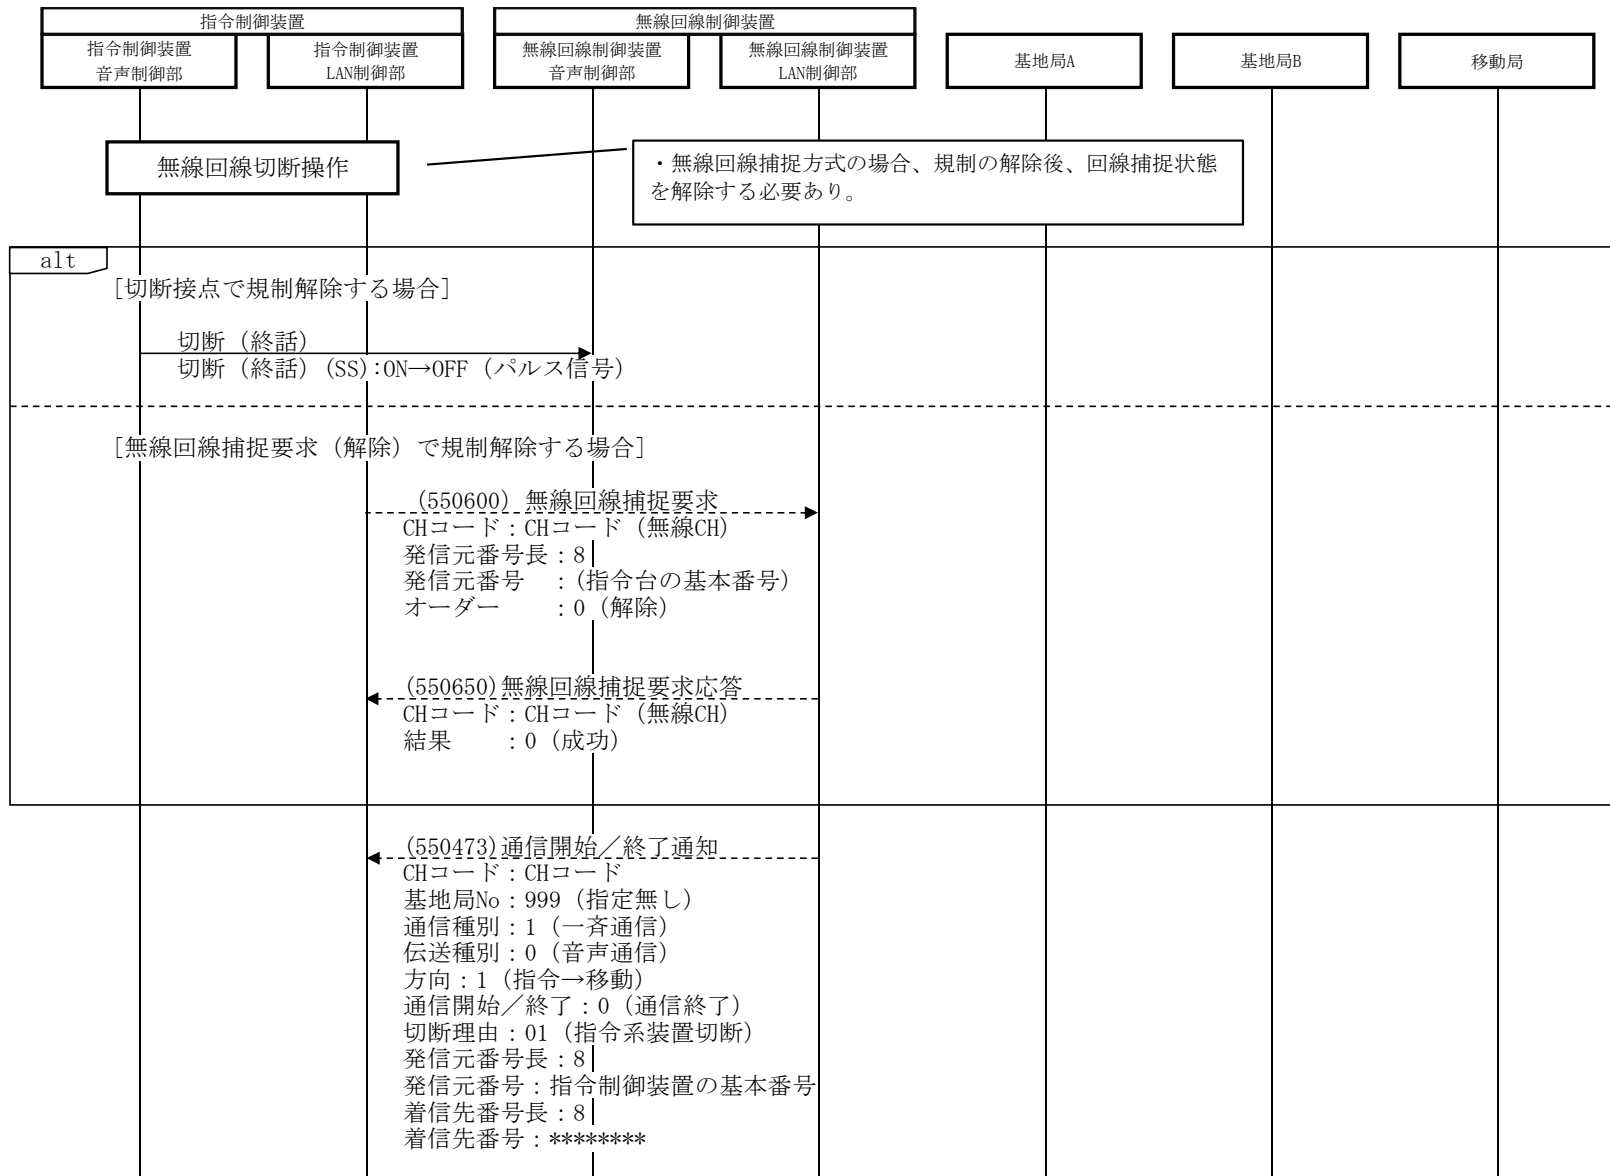 指令制御装置
無線回線制御装置
指令制御装置
音声制御部
指令制御装置
LAN制御部
無線回線制御装置
音声制御部
無線回線制御装置
LAN制御部
基地局A
基地局B
移動局
無線回線切断操作
・無線回線捕捉方式の場合、規制の解除後、回線捕捉状態
を解除する必要あり。
alt
[切断接点で規制解除する場合]
切断（終話）
切断（終話）(SS):ON→OFF（パルス信号）
[無線回線捕捉要求（解除）で規制解除する場合]
(550600) 無線回線捕捉要求
CHコード：CHコード（無線CH）
発信元番号長：8
発信元番号　：(指令台の基本番号)
オーダー　　：0（解除）
(550650)無線回線捕捉要求応答
CHコード：CHコード（無線CH）
結果　　：0（成功）
(550473)通信開始／終了通知
CHコード：CHコード
基地局No：999（指定無し）
通信種別：1（一斉通信）
伝送種別：0（音声通信）
方向：1（指令→移動）
通信開始／終了：0（通信終了）
切断理由：01（指令系装置切断）
発信元番号長：8
発信元番号：指令制御装置の基本番号
着信先番号長：8
着信先番号：********